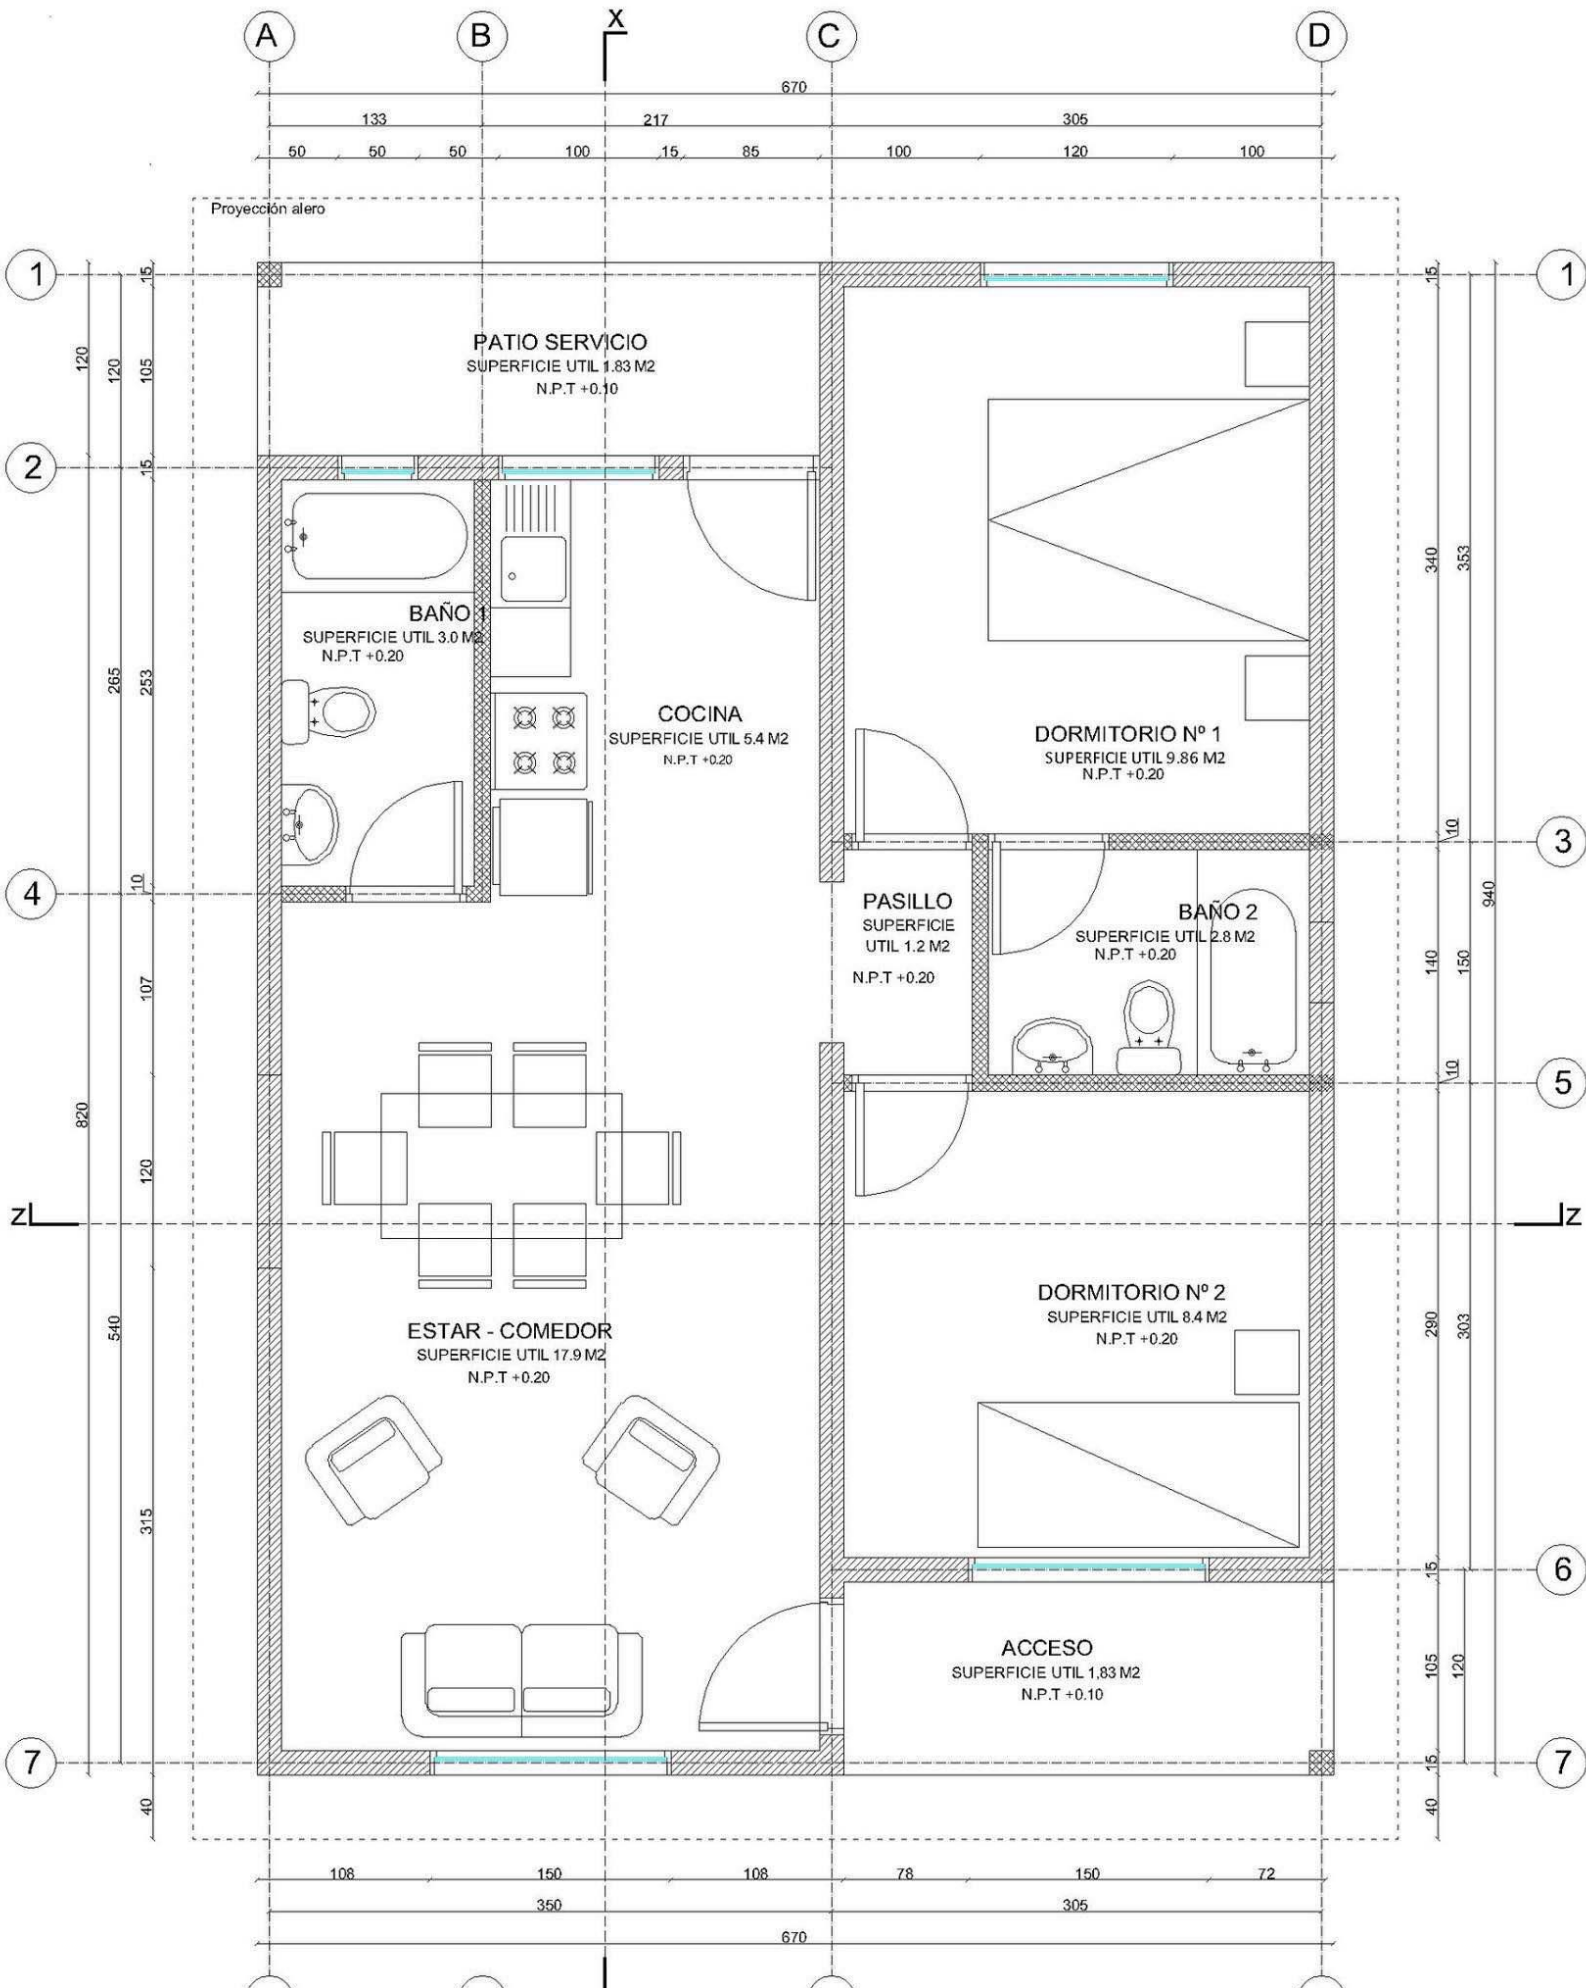 A B X C D
670
133 217 305
60 50 50 100 15 85 100 120 100
Proyección alero
1 15 15 1
120 120 105
PATIO SERVICIO
SUPERFICIE UTIL 1.83 M2
N.P.T +0.10
2 15
340 353
BAÑO 1
SUPERFICIE UTIL 3.0 M2
N.P.T +0.20
265 253
COCINA
SUPERFICIE UTIL 5.4 M2
N.P.T +0.20
DORMITORIO Nº 1
SUPERFICIE UTIL 9.86 M2
N.P.T +0.20
10 3
4 10 940
PASILLO
SUPERFICIE
UTIL 1.2 M2
N.P.T +0.20
BAÑO 2
SUPERFICIE UTIL 2.8 M2
N.P.T +0.20
107 140 150
10 5
820 120
Z Z
DORMITORIO Nº 2
SUPERFICIE UTIL 8.4 M2
N.P.T +0.20
540 290 303
ESTAR - COMEDOR
SUPERFICIE UTIL 17.9 M2
N.P.T +0.20
315
15 6
ACCESO
SUPERFICIE UTIL 1,83 M2
N.P.T +0.10
105 120
7 15 7
40 40
108 150 108 78 150 72
350 305
670